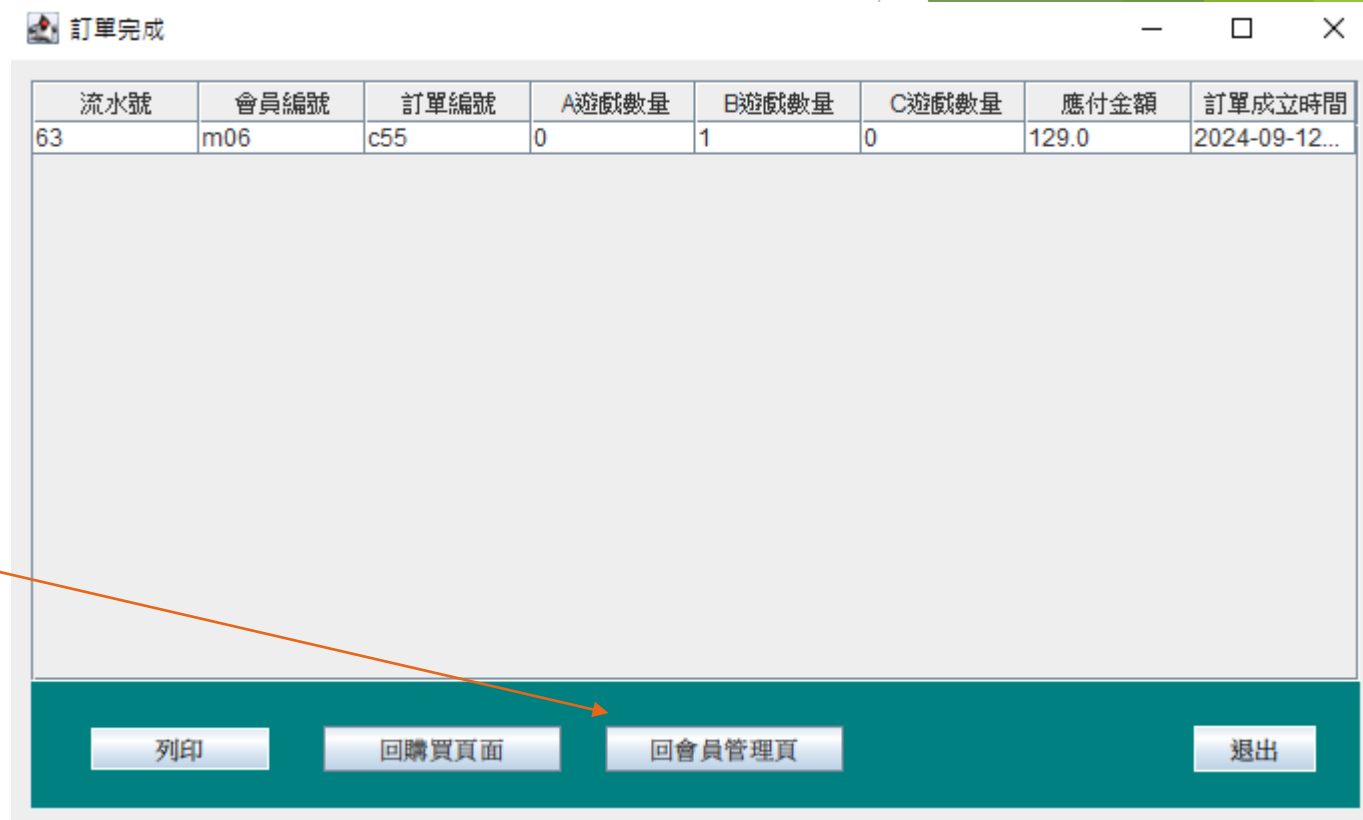 訂單完成
流水號 會員編號 訂單編號 A遊戲數量 B遊戲數量 C遊戲數量 應付金額 訂單成立時間
63 m06 c55 0 1 0 129.0 2024-09-12...
列印 回購買頁面 回會員管理頁 退出